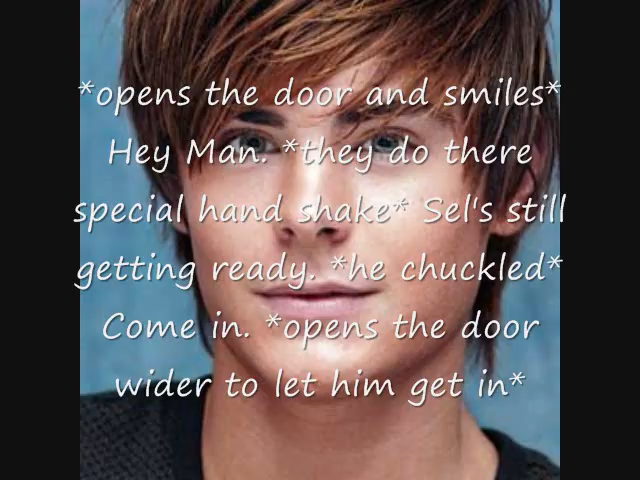 *opens the door and smiles*
Hey Man. *they do there
special hand shake* Sel's still
getting ready. *he chuckled*
Come in. *opens the door
wider to let him get in*